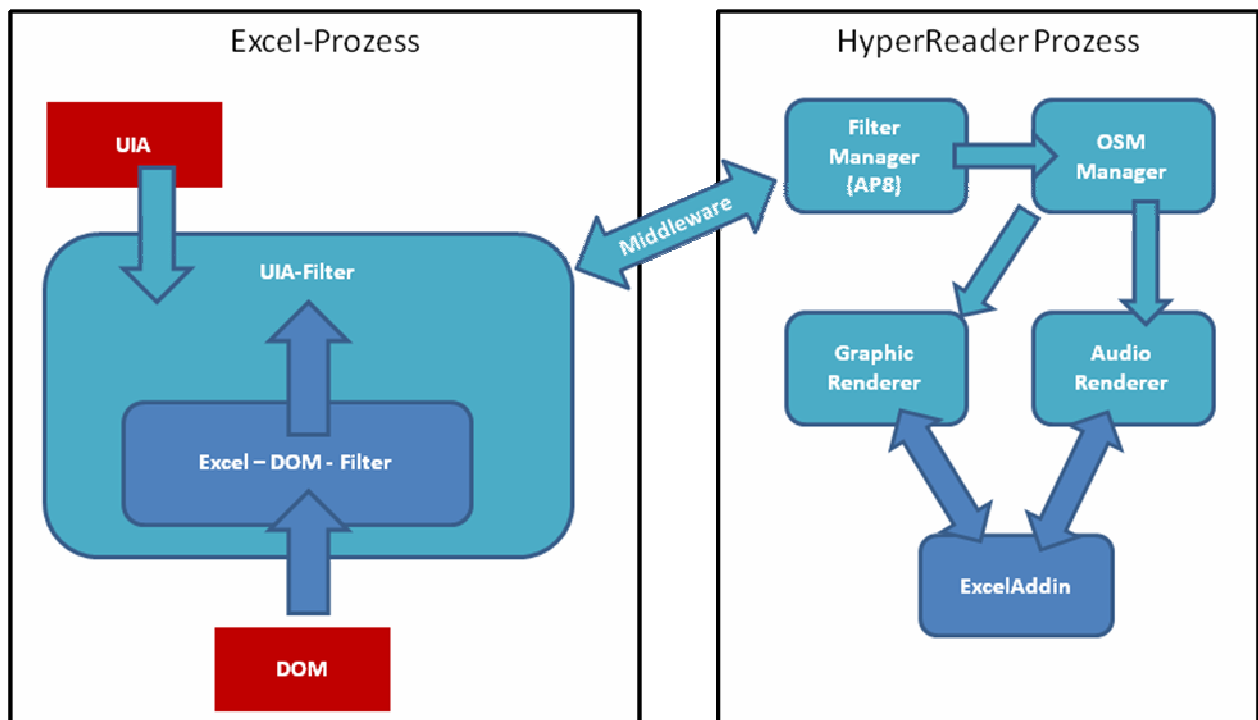 Excel-Prozess
UIA
UIA-Filter
Excel – DOM - Filter
DOM
Middleware
HyperReader Prozess
Filter
Manager
(AP8)
OSM
Manager
Graphic
Renderer
Audio
Renderer
ExcelAddin